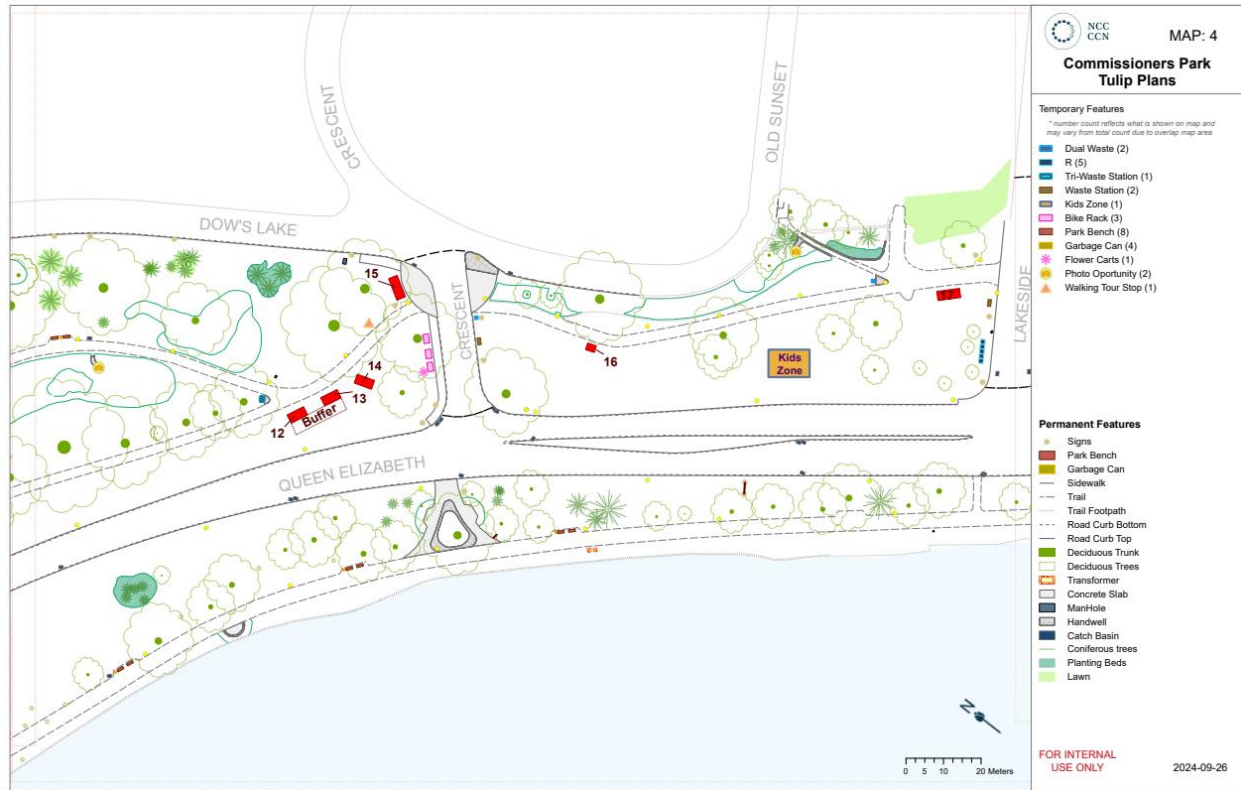 CRESCENT
OLD SUNSET
DOW'S LAKE
15
CRESCENT
LAKESIDE
17
16
Kids
Zone
14
13
12
Buffer
QUEEN ELIZABETH
N
0 5 10 20 Meters
NCC
CCN
MAP: 4
Commissioners Park
Tulip Plans
Temporary Features
* number count reflects what is shown on map and
may vary from total count due to overlap map area
Dual Waste (2)
R (5)
Tri-Waste Station (1)
Waste Station (2)
Kids Zone (1)
Bike Rack (3)
Park Bench (8)
Garbage Can (4)
Flower Carts (1)
Photo Oportunity (2)
Walking Tour Stop (1)
Permanent Features
Signs
Park Bench
Garbage Can
Sidewalk
Trail
Trail Footpath
Road Curb Bottom
Road Curb Top
Deciduous Trunk
Deciduous Trees
Transformer
Concrete Slab
ManHole
Handwell
Catch Basin
Coniferous trees
Planting Beds
Lawn
FOR INTERNAL
USE ONLY
2024-09-26